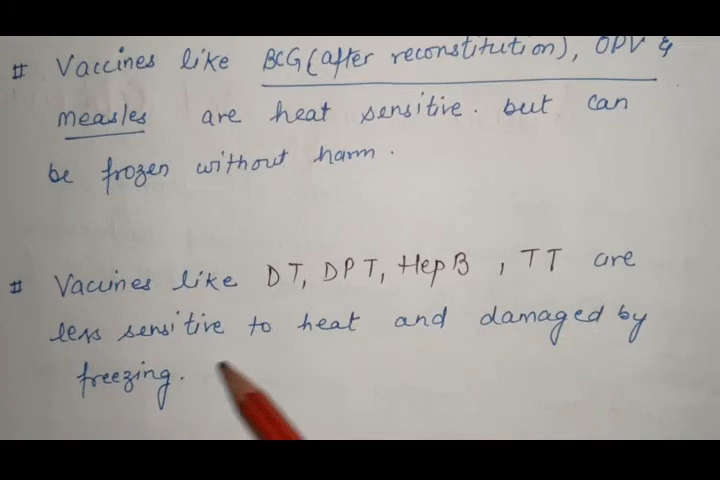 # Vaccines like BCG (after reconstitution), OPV &
measles are heat sensitive. but can
be frozen without harm.
# Vaccines like DT, DPT, HepB, TT are
less sensitive to heat and damaged by
freezing.